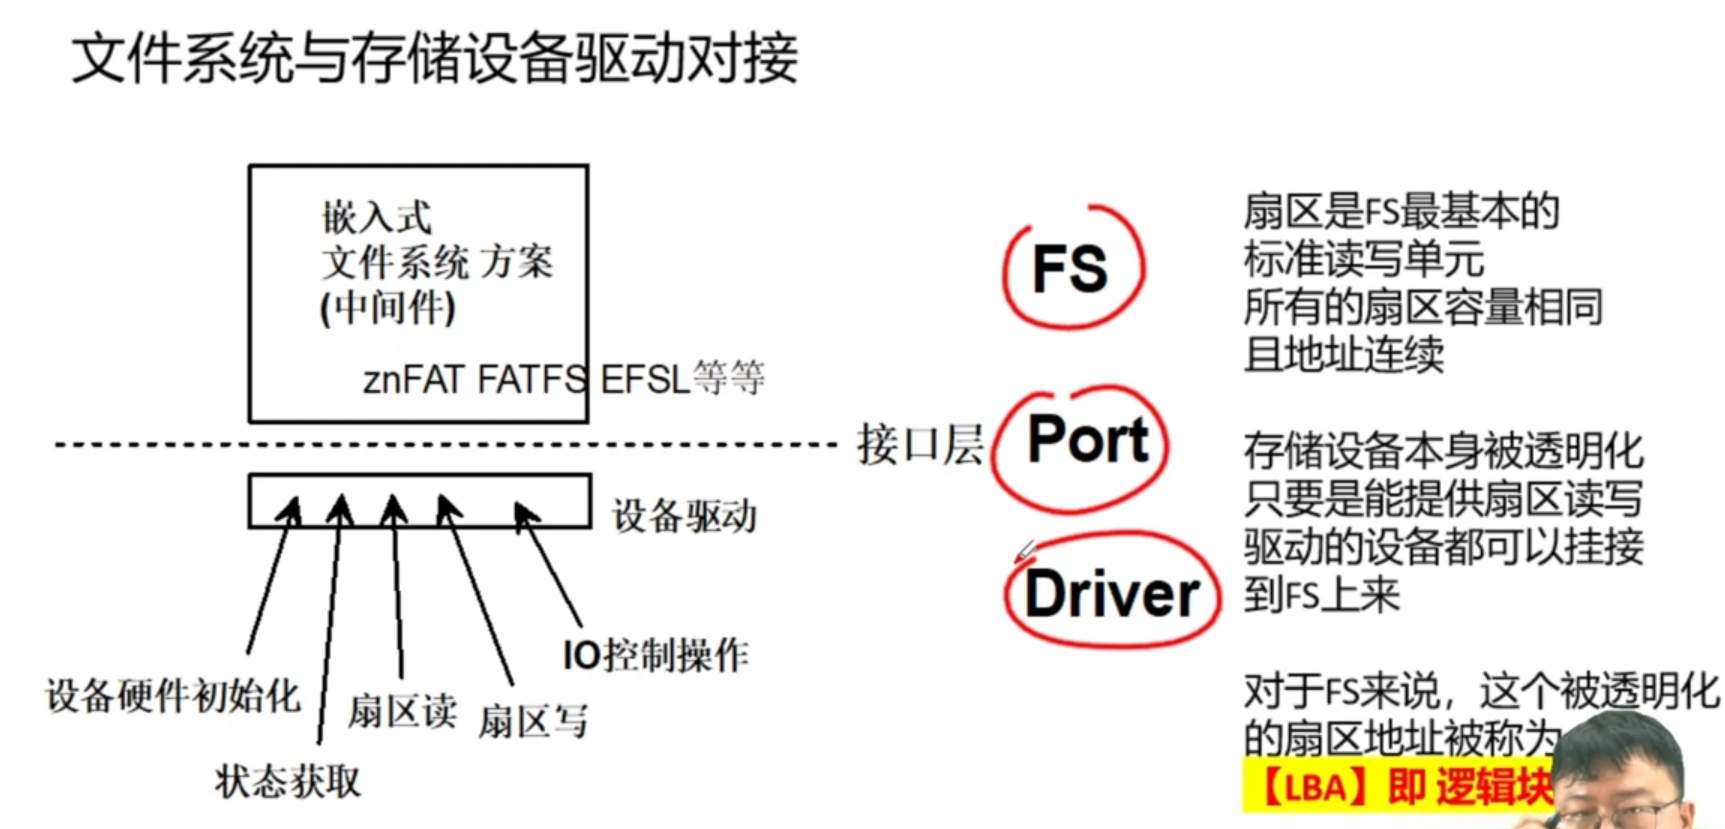 文件系统与存储设备驱动对接
嵌入式
文件系统 方案
(中间件)
znFAT FATFS EFSL等等
接口层
设备驱动
IO控制操作
设备硬件初始化
扇区读
扇区写
状态获取
FS
Port
Driver
扇区是FS最基本的
标准读写单元
所有的扇区容量相同
且地址连续
存储设备本身被透明化
只要是能提供扇区读写
驱动的设备都可以挂接
到FS上来
对于FS来说，这个被透明化
的扇区地址被称为
【LBA】即 逻辑块